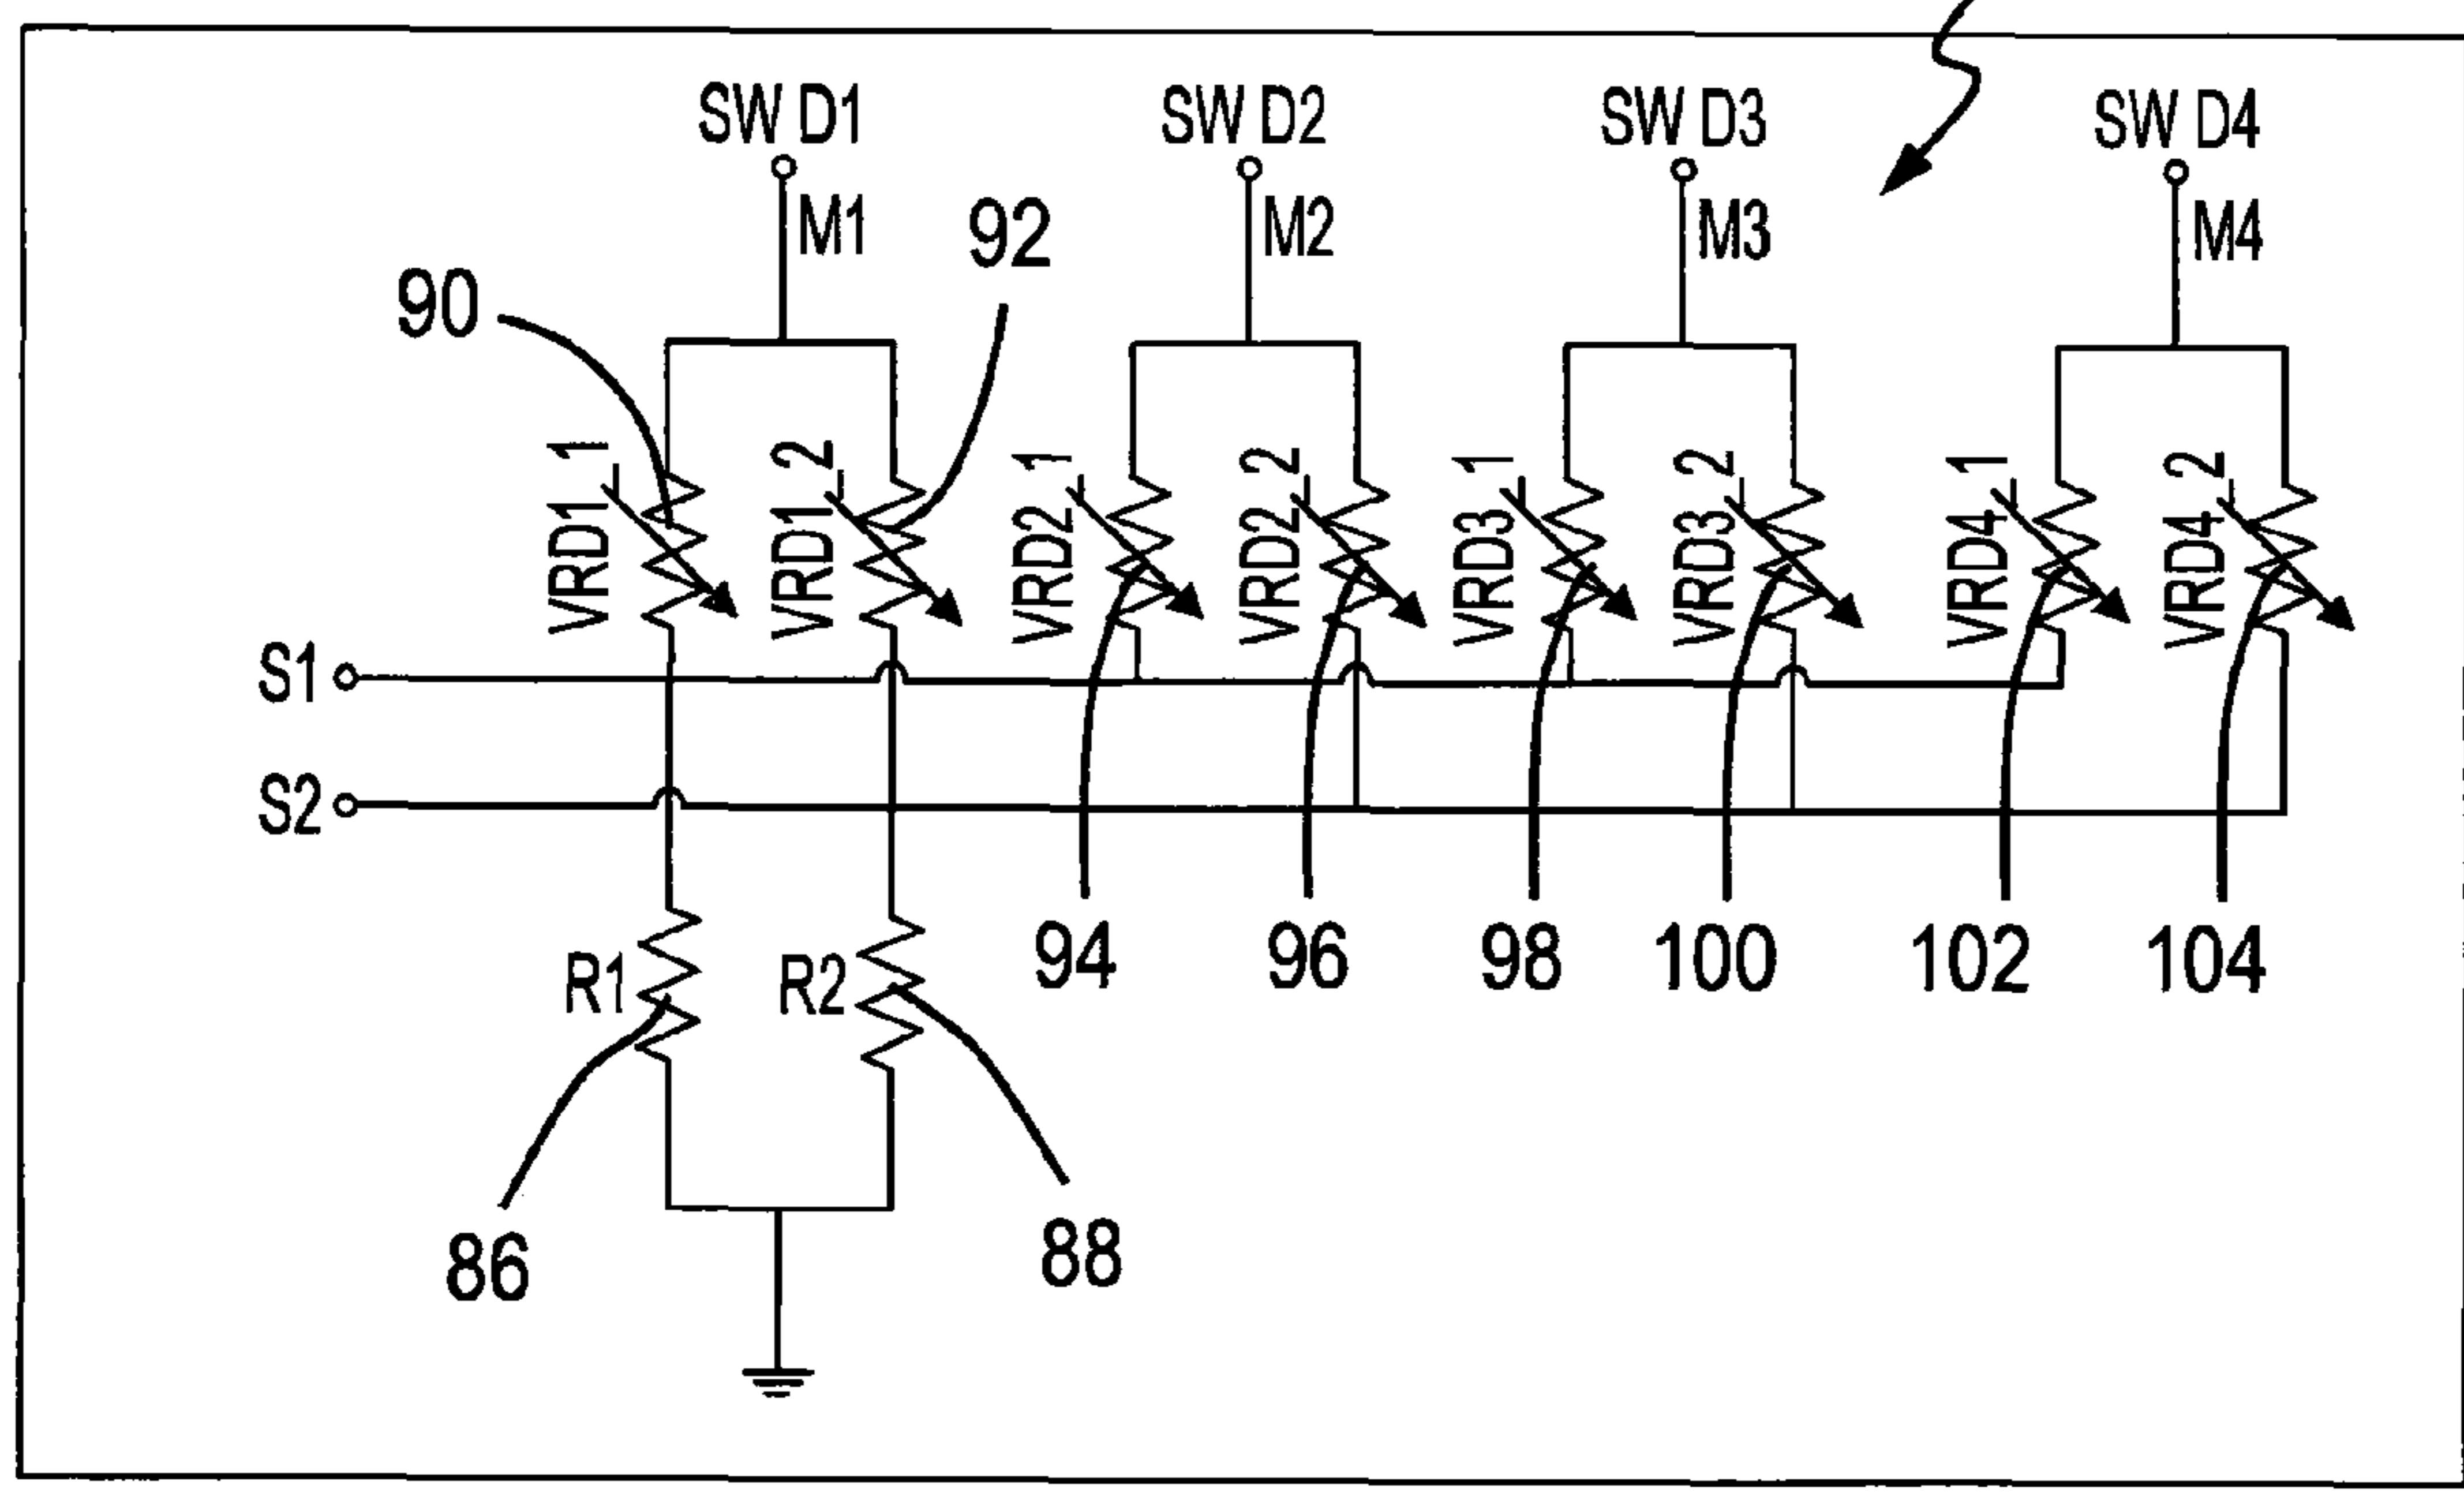 SW D1
SW D2
SW D3
SW D4
M1
M2
M3
M4
90
92
VRD1_1
VRD1_2
VRD2_1
VRD2_2
VRD3_1
VRD3_2
VRD4_1
VRD4_2
S1
S2
R1
R2
94
96
98
100
102
104
86
88